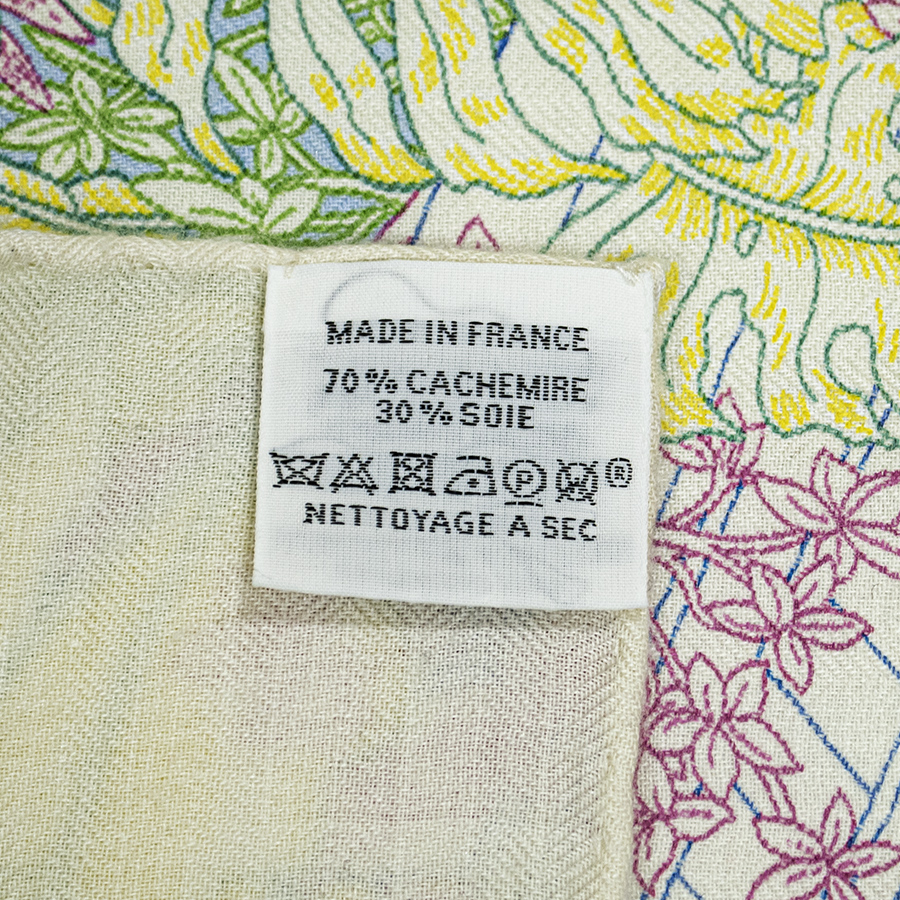 MADE IN FRANCE
70% CACHEMIRE
30% SOIE
P ®
NETTOYAGE A SEC